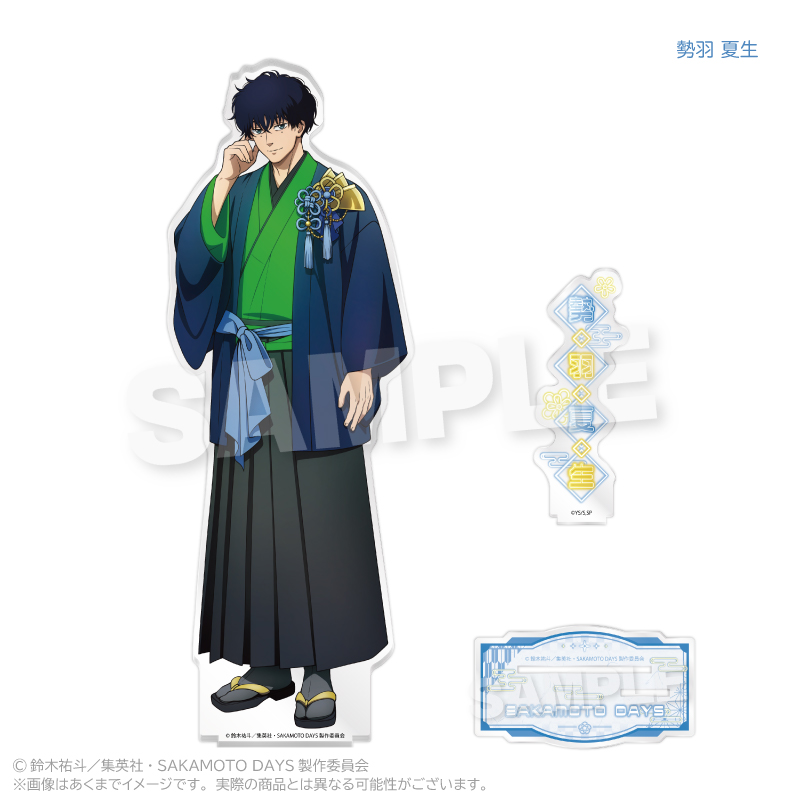 勢羽 夏生
SAMPLE
勢
羽
夏
生
©YS/S,SP
© 鈴木祐斗／集英社・SAKAMOTO DAYS 製作委員会
SAMPLE
SAKAMOTO DAYS
© 鈴木祐斗／集英社・SAKAMOTO DAYS 製作委員会
© 鈴木祐斗／集英社・SAKAMOTO DAYS 製作委員会
※画像はあくまでイメージです。実際の商品とは異なる可能性がございます。